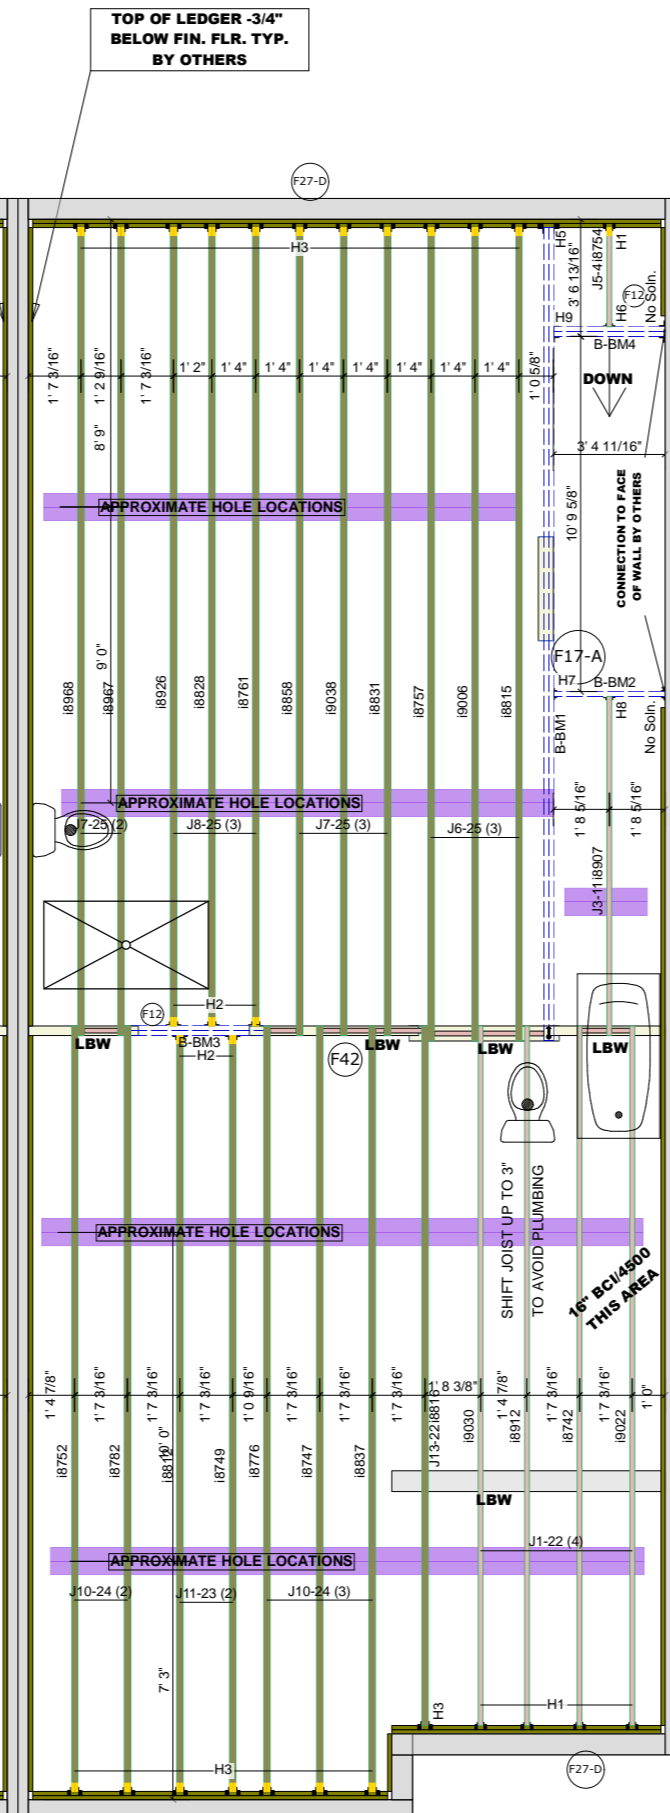 TOP OF LEDGER -3/4"
BELOW FIN. FLR. TYP.
BY OTHERS
F27-D
H3
H5
3' 6 13/16"
J5-4
i8754
H1
F12
H6
No Soln.
H9
B-BM4
DOWN
1' 7 3/16"
1' 2 9/16"
1' 7 3/16"
1' 2"
1' 4"
1' 4"
1' 4"
1' 4"
1' 4"
1' 4"
1' 4"
1' 0 5/8"
8' 9"
3' 4 11/16"
APPROXIMATE HOLE LOCATIONS
10' 9 5/8"
CONNECTION TO FACE
OF WALL BY OTHERS
9' 0"
F17-A
H7
B-BM2
i8968
i8967
i8926
i8828
i8761
i8858
i9038
i8831
i8757
i9006
i8815
B-BM1
H8
No Soln.
APPROXIMATE HOLE LOCATIONS
J7-25 (2)
J8-25 (3)
J7-25 (3)
J6-25 (3)
1' 8 5/16"
1' 8 5/16"
J3-11
i8907
H2
F12
LBW
B-BM3
H2
F42
LBW
LBW
LBW
SHIFT JOIST UP TO 3"
TO AVOID PLUMBING
APPROXIMATE HOLE LOCATIONS
16" BCI/4500
THIS AREA
1' 4 7/8"
1' 7 3/16"
1' 7 3/16"
1' 7 3/16"
1' 0 9/16"
1' 7 3/16"
1' 7 3/16"
1' 7 3/16"
1' 8 3/8"
1' 4 7/8"
1' 7 3/16"
1' 7 3/16"
1' 0"
i8752
i8782
i8749
i8776
i8747
i8837
J13-22
i9030
i8912
i8742
i9022
LBW
J1-22 (4)
APPROXIMATE HOLE LOCATIONS
J10-24 (2)
J11-23 (2)
J10-24 (3)
7' 3"
H3
H1
H3
F27-D